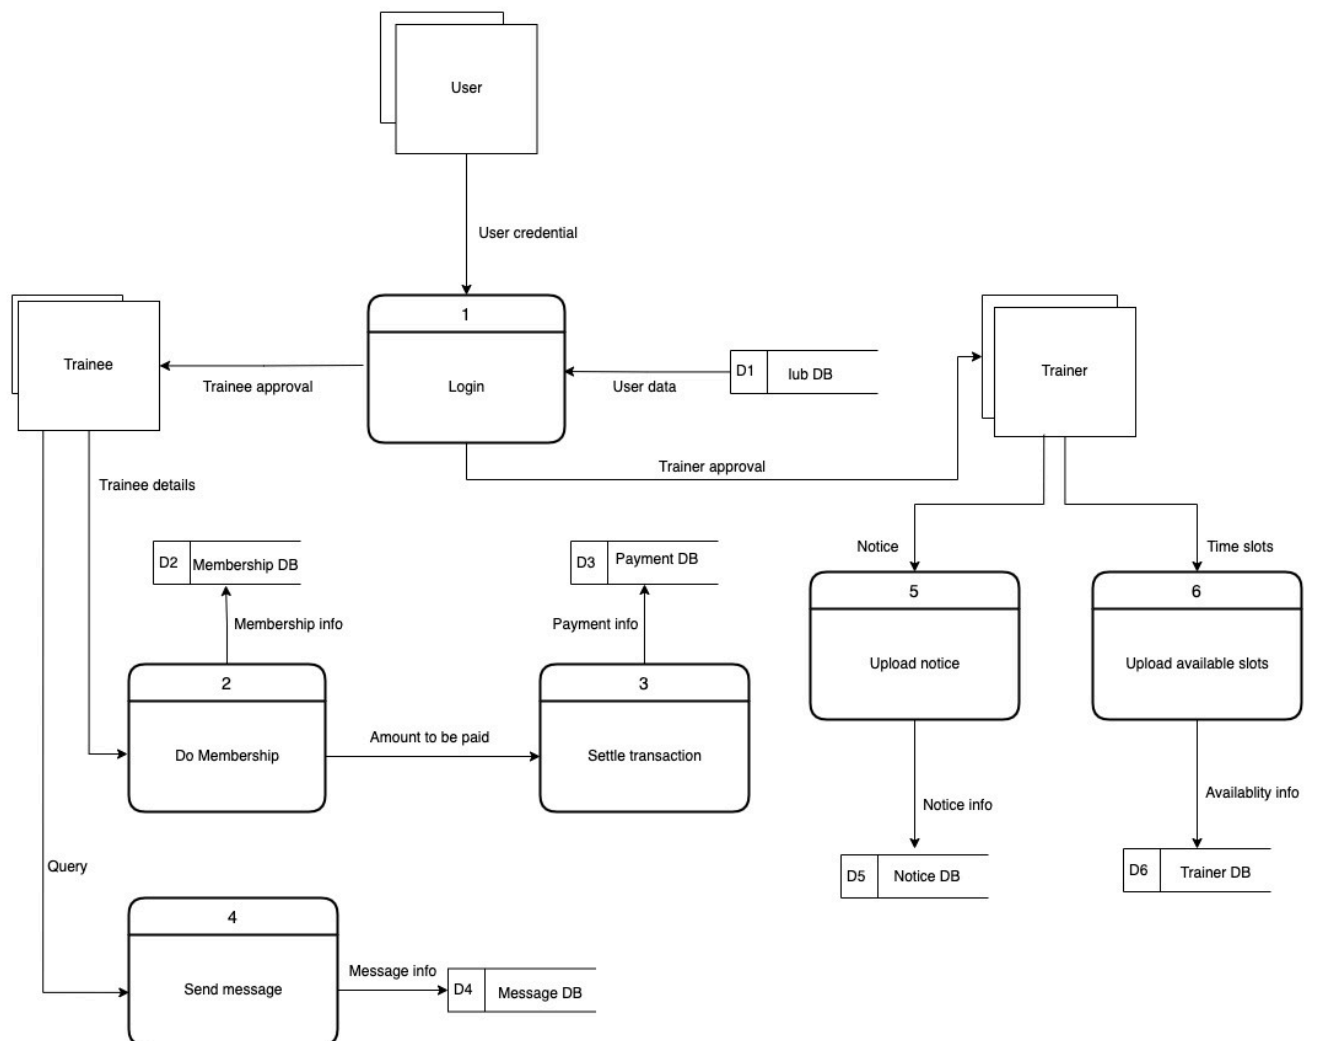 User
User credential
1
Login
Trainee
Trainee approval
User data
D1
Iub DB
Trainer
Trainer approval
Trainee details
D2
Membership DB
Membership info
D3
Payment DB
Payment info
Notice
Time slots
5
Upload notice
6
Upload available slots
2
Do Membership
Amount to be paid
3
Settle transaction
Notice info
Availablity info
D5
Notice DB
D6
Trainer DB
Query
4
Send message
Message info
D4
Message DB